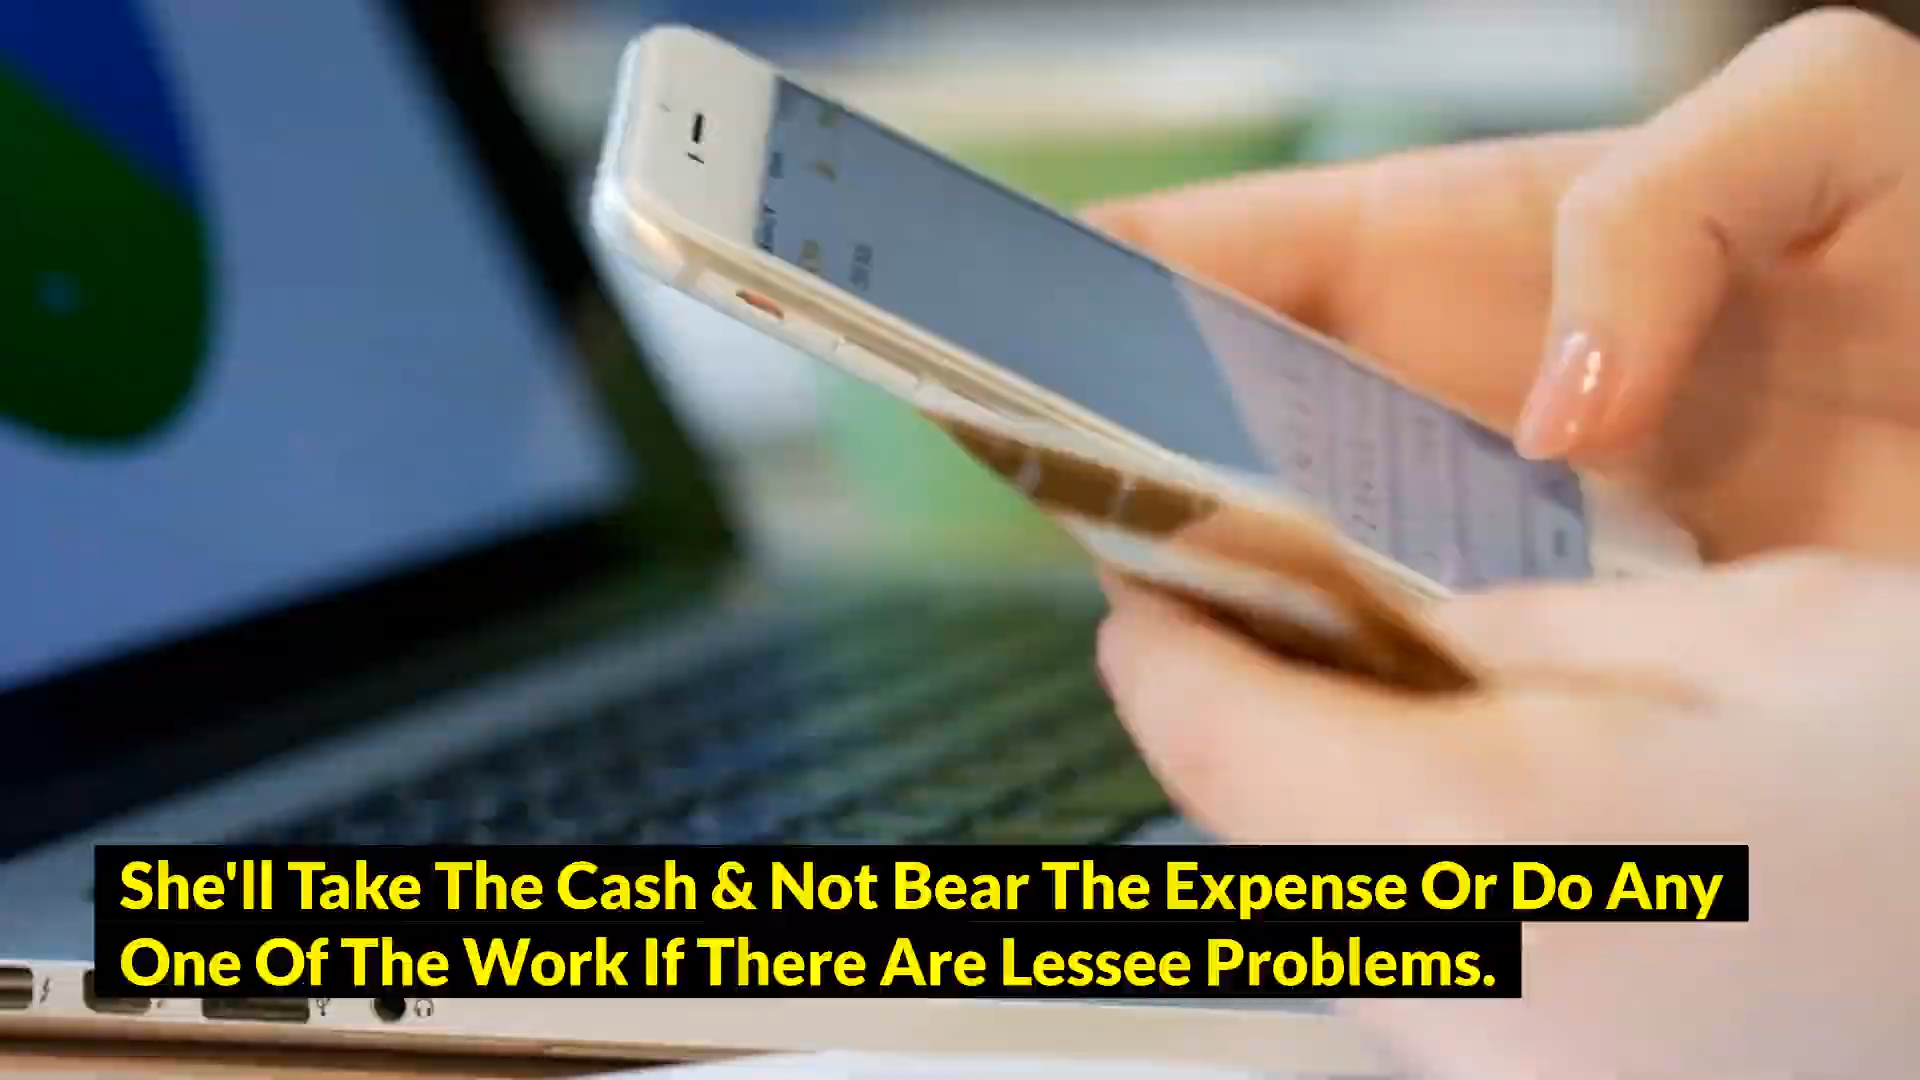 She'll Take The Cash & Not Bear The Expense Or Do Any
One Of The Work If There Are Lessee Problems.